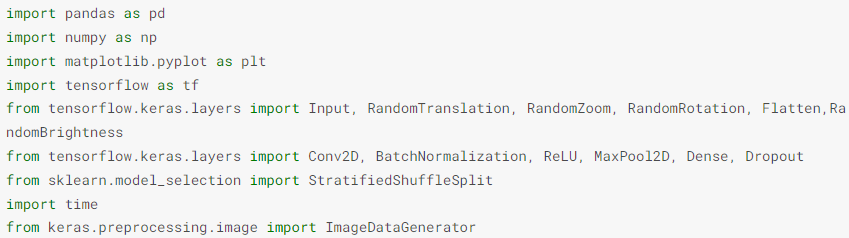 import pandas as pd
import numpy as np
import matplotlib.pyplot as plt
import tensorflow as tf
from tensorflow.keras.layers import Input, RandomTranslation, RandomZoom, RandomRotation, Flatten,Ra
ndomBrightness
from tensorflow.keras.layers import Conv2D, BatchNormalization, ReLU, MaxPool2D, Dense, Dropout
from sklearn.model_selection import StratifiedShuffleSplit
import time
from keras.preprocessing.image import ImageDataGenerator